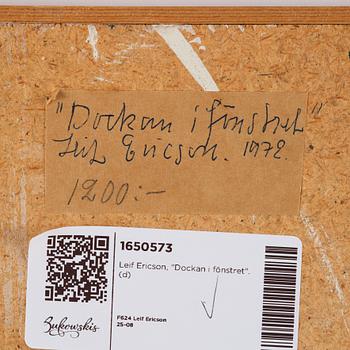 "Dockan i fönstret"
Leif Ericson. 1972.
1200:-
1650573
Leif Ericson, "Dockan i fönstret".
(d)
F624 Leif Ericson
25-08
Bukowskis